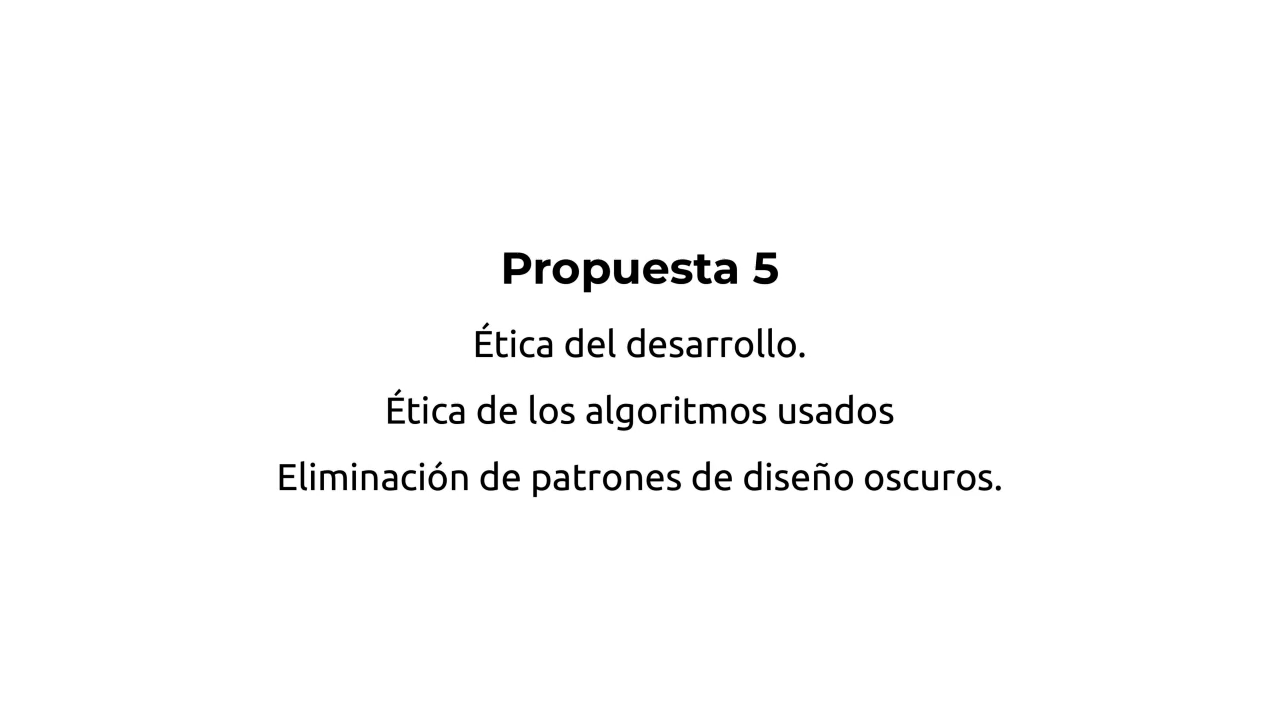 Propuesta 5
Ética del desarrollo.
Ética de los algoritmos usados
Eliminación de patrones de diseño oscuros.